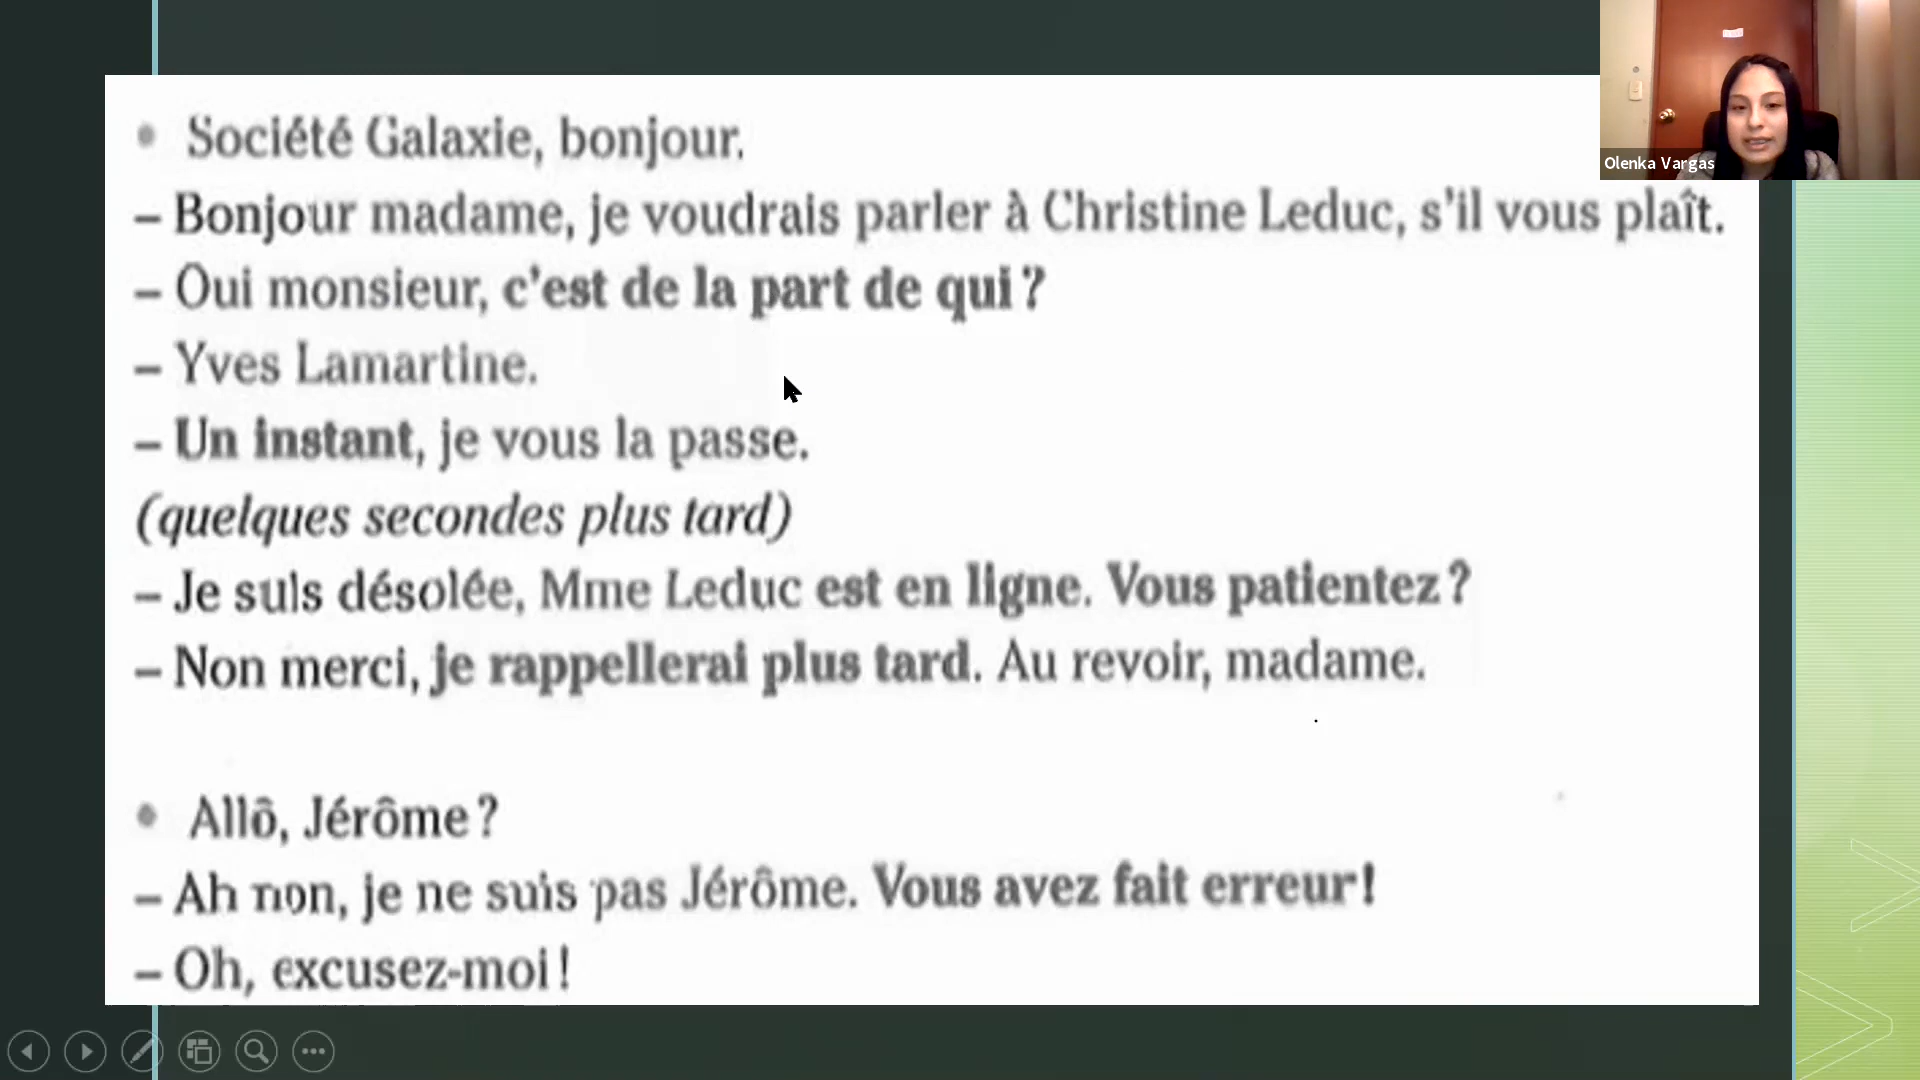 • Société Galaxie, bonjour.
– Bonjour madame, je voudrais parler à Christine Leduc, s'il vous plaît.
– Oui monsieur, c'est de la part de qui ?
– Yves Lamartine.
– Un instant, je vous la passe.
(quelques secondes plus tard)
– Je suis désolée, Mme Leduc est en ligne. Vous patientez ?
– Non merci, je rappellerai plus tard. Au revoir, madame.
• Allô, Jérôme ?
– Ah non, je ne suis pas Jérôme. Vous avez fait erreur !
– Oh, excusez-moi !
Olenka Vargas